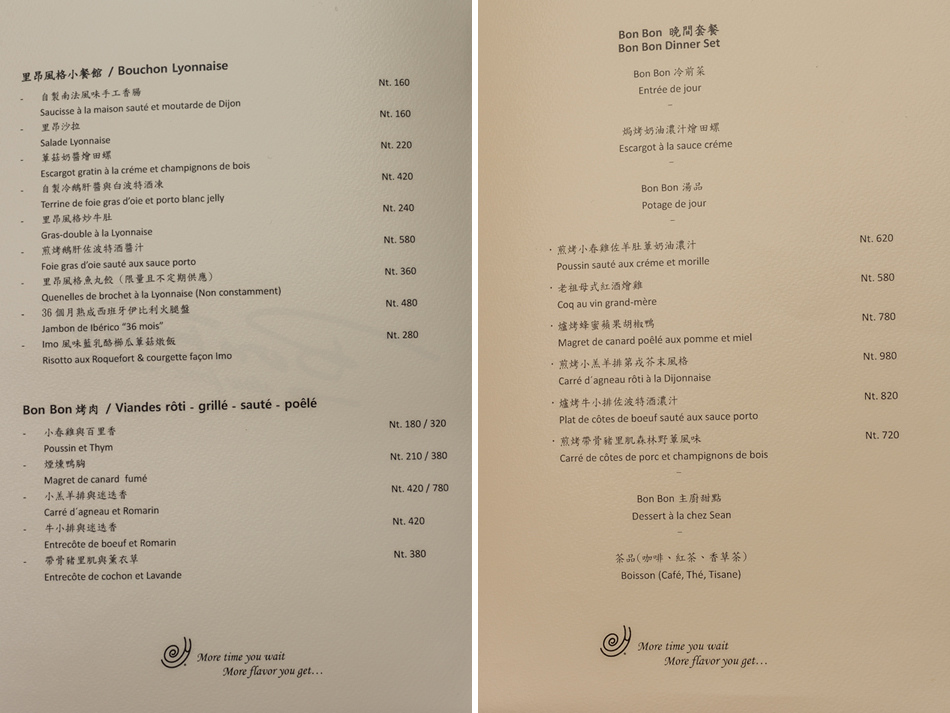 里昂風格小餐館 / Bouchon Lyonnaise
- 自製南法風味手工香腸 Nt. 160
Saucisse à la maison sauté et moutarde de Dijon
- 里昂沙拉 Nt. 160
Salade Lyonnaise
- 蕈菇奶醬燴田螺 Nt. 220
Escargot gratin à la créme et champignons de bois
- 自製冷鵝肝醬與白波特酒凍 Nt. 420
Terrine de foie gras d'oie et porto blanc jelly
- 里昂風格炒牛肚 Nt. 240
Gras-double à la Lyonnaise
- 煎烤鵝肝佐波特酒醬汁 Nt. 580
Foie gras d'oie sauté aux sauce porto
- 里昂風格魚丸餃（限量且不定期供應） Nt. 360
Quenelles de brochet à la Lyonnaise (Non constamment)
- 36 個月熟成西班牙伊比利火腿盤 Nt. 480
Jambon de Ibérico "36 mois"
- Imo 風味藍乳酪櫛瓜蕈菇燉飯 Nt. 280
Risotto aux Roquefort & courgette façon Imo
Bon Bon 烤肉 / Viandes rôti - grillé - sauté - poêlé
- 小春雞與百里香 Nt. 180 / 320
Poussin et Thym
- 煙燻鴨胸 Nt. 210 / 380
Magret de canard fumé
- 小羔羊排與迷迭香 Nt. 420 / 780
Carré d´agneau et Romarin
- 牛小排與迷迭香 Nt. 420
Entrecôte de boeuf et Romarin
- 帶骨豬里肌與薰衣草 Nt. 380
Entrecôte de cochon et Lavande
More time you wait
More flavor you get…
Bon Bon 晚間套餐
Bon Bon Dinner Set
Bon Bon 冷前菜
Entrée de jour
–
焗烤奶油濃汁燴田螺
Escargot à la sauce créme
–
Bon Bon 湯品
Potage de jour
–
· 煎烤小春雞佐羊肚蕈奶油濃汁 Nt. 620
Poussin sauté aux créme et morille
· 老祖母式紅酒燴雞 Nt. 580
Coq au vin grand-mère
· 爐烤蜂蜜蘋果胡椒鴨 Nt. 780
Magret de canard poêlé aux pomme et miel
· 煎烤小羔羊排第戎芥末風格 Nt. 980
Carré d´agneau rôti à la Dijonnaise
· 爐烤牛小排佐波特酒濃汁 Nt. 820
Plat de côtes de boeuf sauté aux sauce porto
· 煎烤帶骨豬里肌森林野蕈風味 Nt. 720
Carré de côtes de porc et champignons de bois
–
Bon Bon 主廚甜點
Dessert à la chez Sean
–
茶品(咖啡、紅茶、香草茶)
Boisson (Café, Thé, Tisane)
More time you wait
More flavor you get…